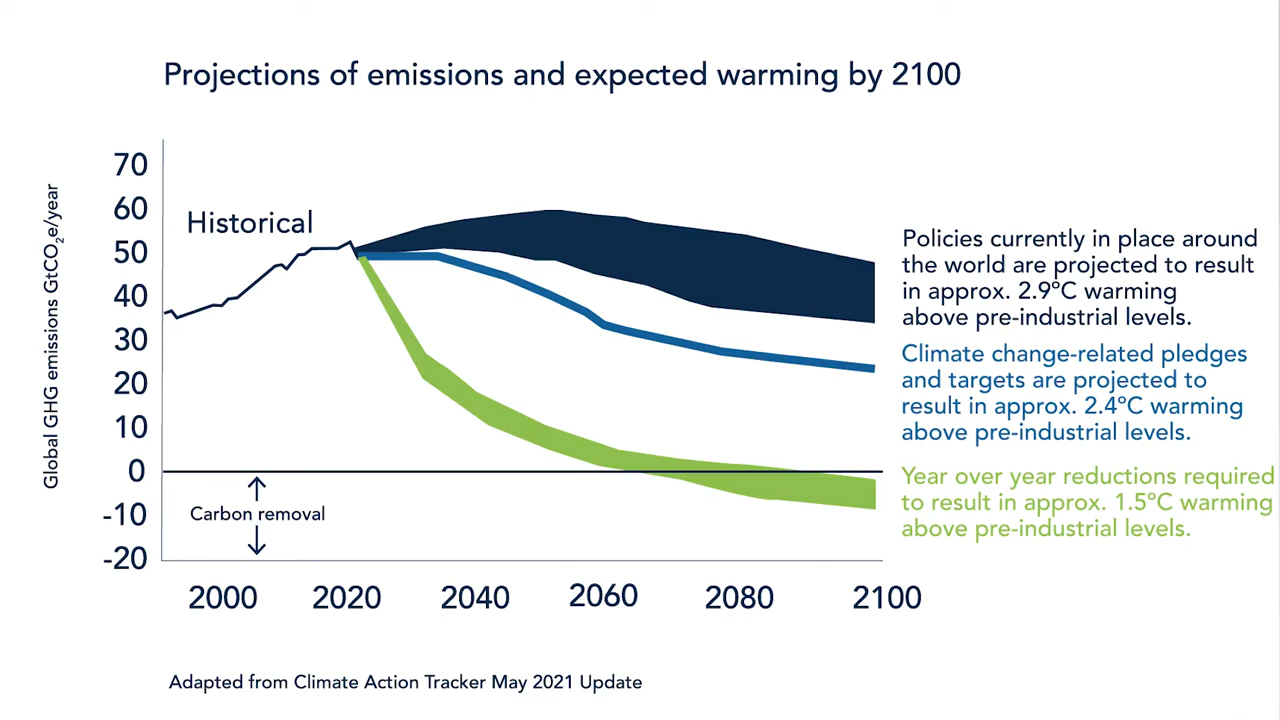 Projections of emissions and expected warming by 2100
Global GHG emissions GtCO₂e/year
70
60
50
40
30
20
10
0
-10
-20
Historical
Carbon removal
2000 2020 2040 2060 2080 2100
Policies currently in place around
the world are projected to result
in approx. 2.9ºC warming
above pre-industrial levels.
Climate change-related pledges
and targets are projected to
result in approx. 2.4ºC warming
above pre-industrial levels.
Year over year reductions required
to result in approx. 1.5ºC warming
above pre-industrial levels.
Adapted from Climate Action Tracker May 2021 Update